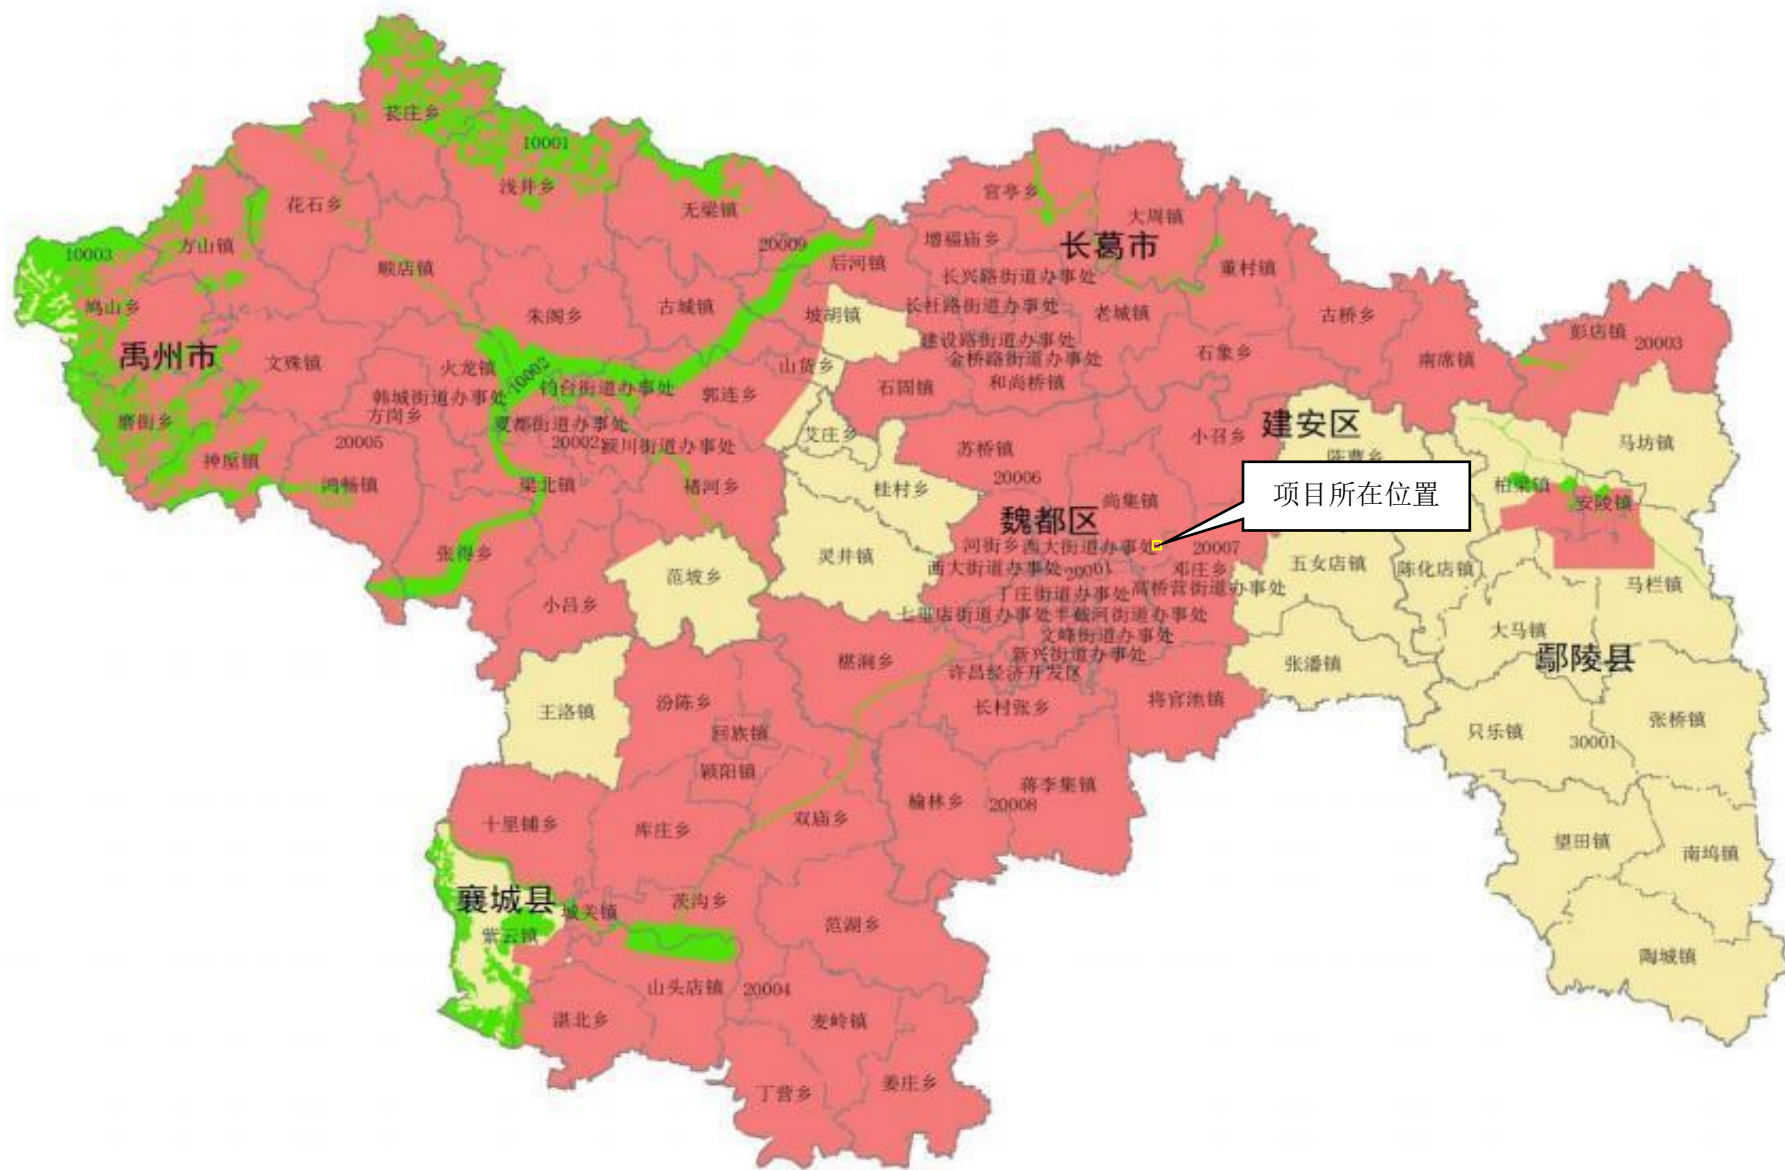 苌庄乡
10001
浅井乡
花石乡
无梁镇
官亭乡
大周镇
10003
方山镇
20009
增福庙乡
长葛市
顺店镇
后河镇
长兴路街道办事处
董村镇
鸠山乡
朱阁乡
古城镇
坡胡镇
长社路街道办事处
老城镇
古桥乡
彭店镇
20003
禹州市
文殊镇
火龙镇
10002
山货乡
建设路街道办事处
金桥路街道办事处
石象乡
南席镇
韩城街道办事处
钧台街道办事处
郭连乡
石固镇
和尚桥镇
方岗乡
磨街乡
夏都街道办事处
艾庄乡
小召乡
建安区
马坊镇
20005
20002
颍川街道办事处
苏桥镇
陈曹乡
神垕镇
鸿畅镇
梁北镇
褚河乡
桂村乡
20006
尚集镇
项目所在位置
柏梁镇
安陵镇
魏都区
张得乡
灵井镇
河街乡
西大街道办事处
20007
范坡乡
西大街道办事处
20001
邓庄乡
五女店镇
陈化店镇
马栏镇
小吕乡
丁庄街道办事处
高桥营街道办事处
七里店街道办事处
半截河街道办事处
大马镇
文峰街道办事处
椹涧乡
新兴街道办事处
张潘镇
鄢陵县
许昌经济开发区
王洛镇
汾陈乡
长村张乡
将官池镇
回族镇
只乐镇
30001
张桥镇
颖阳镇
十里铺乡
库庄乡
双庙乡
榆林乡
20008
蒋李集镇
望田镇
南坞镇
襄城县
城关镇
茨沟乡
范湖乡
紫云镇
陶城镇
湛北乡
山头店镇
20004
麦岭镇
丁营乡
姜庄乡